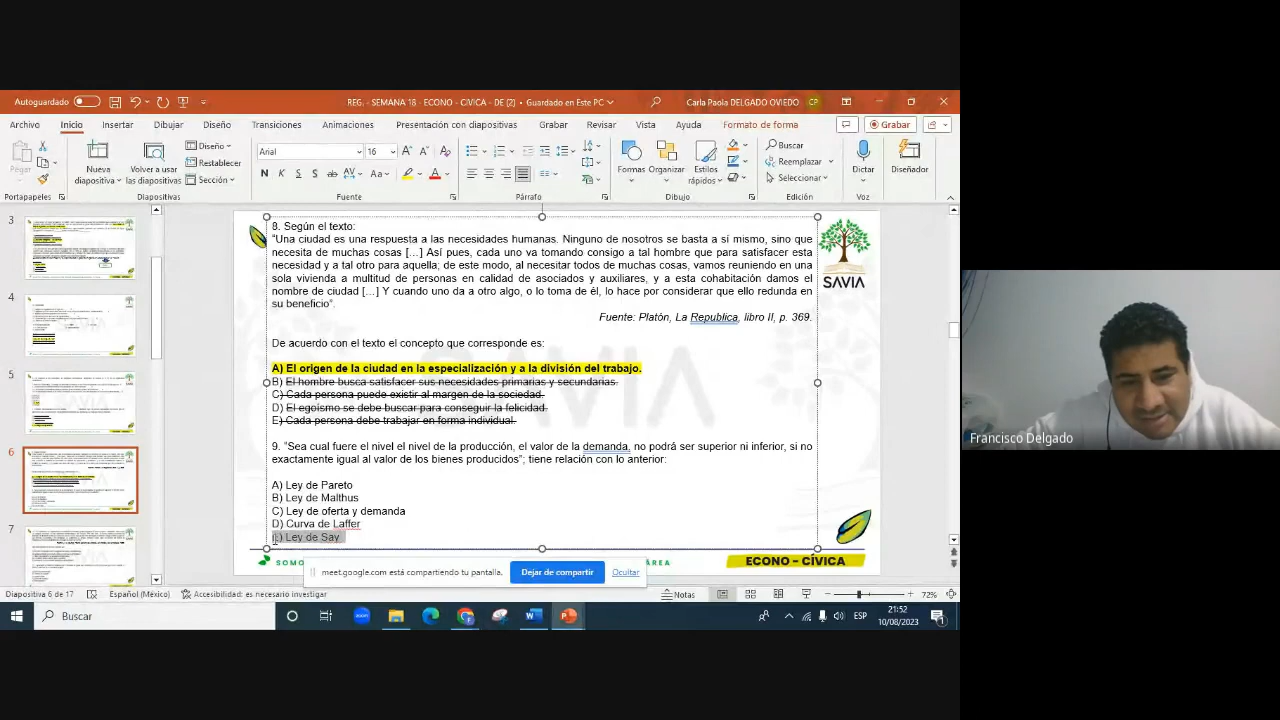 Autoguardado
REG. - SEMANA 18 - ECONO - CIVICA - DE (2) - Guardado en Este PC
Carla Paola DELGADO OVIEDO CP
Archivo Inicio Insertar Dibujar Diseño Transiciones Animaciones Presentación con diapositivas Grabar Revisar Vista Ayuda Formato de forma Grabar
Pegar
Nueva diapositiva
Volver a usar las diapositivas
Diseño
Restablecer
Sección
Arial 16
N K S S ab AV Aa A
Formas Organizar Estilos rápidos
Buscar
Reemplazar
Seleccionar
Dictar
Diseñador
Portapapeles Diapositivas Fuente Párrafo Dibujo Edición Voz
3
4
5
6
7
8. Según el texto:
“Una polis es una respuesta a las necesidades humanas, ninguno de nosotros se basta a sí mismo, sino que
necesita de muchas cosas [...] Así pues, cada uno va tomando consigo a tal hombre que para satisfacer esta
necesidad y a tal otro para aquella; de este modo, al necesitar todos de muchas cosas, vamos reuniendo en una
sola vivienda a multitud de personas en calidad de asociados y auxiliares, y a esta cohabitación damos el
nombre de ciudad [...] Y cuando uno da a otro algo, o lo toma de él, lo hace por considerar que ello redunda en
su beneficio”.
Fuente: Platón, La Republica, libro II, p. 369.
De acuerdo con el texto el concepto que corresponde es:
A) El origen de la ciudad en la especialización y a la división del trabajo.
B) El hombre busca satisfacer sus necesidades primarias y secundarias.
C) Cada persona puede existir al margen de la sociedad.
D) El egoísmo se debe buscar para conseguir la felicidad.
E) Cada persona debe trabajar en forma individual.
9. “Sea cual fuere el nivel el nivel de la producción, el valor de la demanda, no podrá ser superior ni inferior, si no
exactamente igual al valor de los bienes producidos”; tiene relación con lo anterior:
A) Ley de Pareto
B) Ley de Malthus
C) Ley de oferta y demanda
D) Curva de Laffer
SAVIA
SAVIA
ECONO - CÍVICA
meet.google.com está compartiendo tu pantalla.
Dejar de compartir
Ocultar
Francisco Delgado
Diapositiva 6 de 17 Español (México) Accesibilidad: es necesario investigar Notas 72%
Buscar
zoom
ESP
21:52
10/08/2023